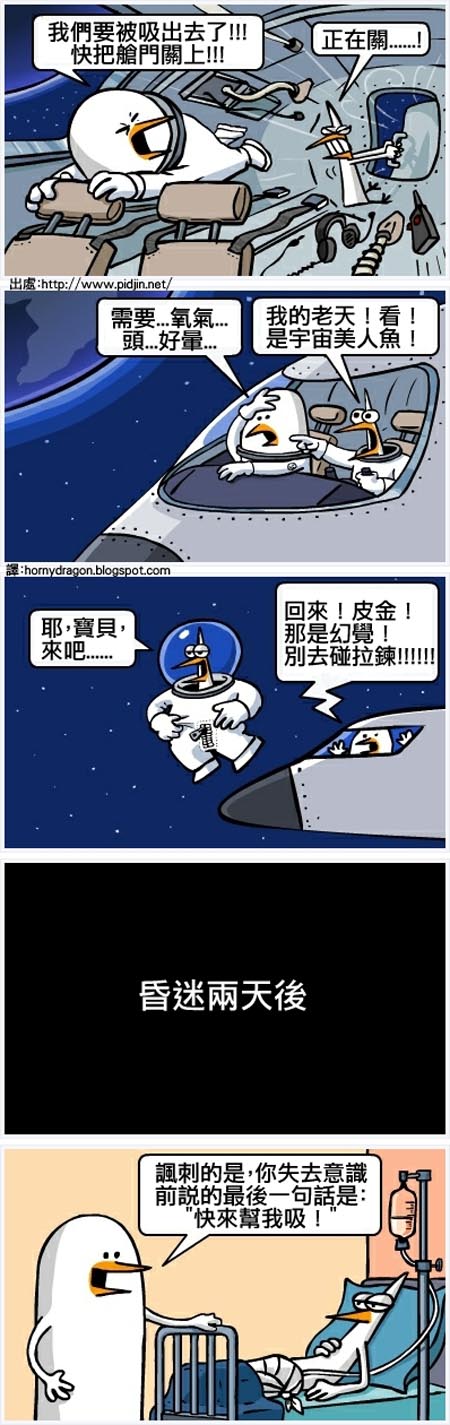 我們要被吸出去了!!!
快把艙門關上!!!
正在關......!
出處:http://www.pidjin.net/
需要...氧氣...
頭...好暈...
我的老天！看！
是宇宙美人魚！
譯:hornydragon.blogspot.com
耶，寶貝，
來吧......
回來！皮金！
那是幻覺！
別去碰拉鍊!!!!!!
昏迷兩天後
諷刺的是，你失去意識
前說的最後一句話是:
"快來幫我吸！"